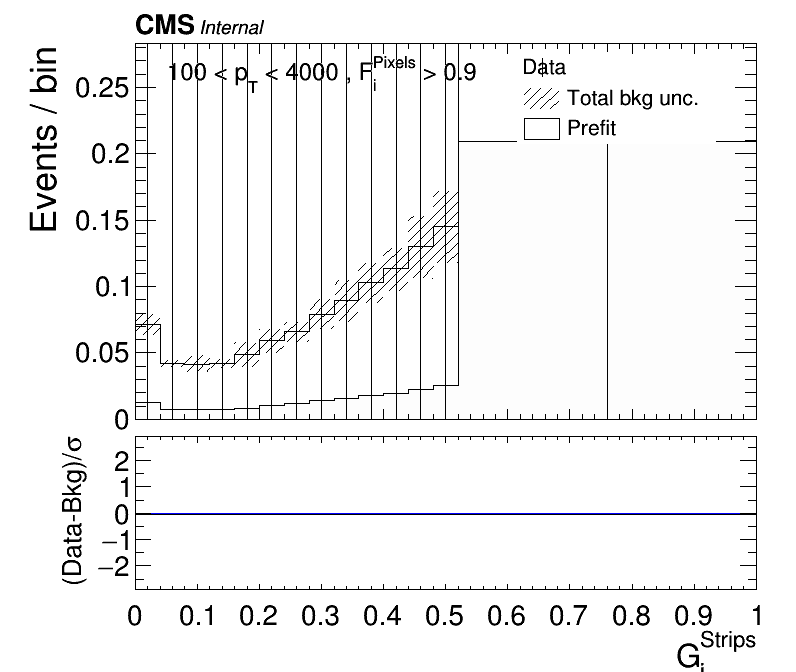 CMS Internal
100 < p_T < 4000 , F_i^Pixels > 0.9
Data
Total bkg unc.
Prefit
Events / bin
0.25
0.2
0.15
0.1
0.05
0
(Data-Bkg)/σ
2
1
0
−1
−2
0 0.1 0.2 0.3 0.4 0.5 0.6 0.7 0.8 0.9 1
G_i^Strips